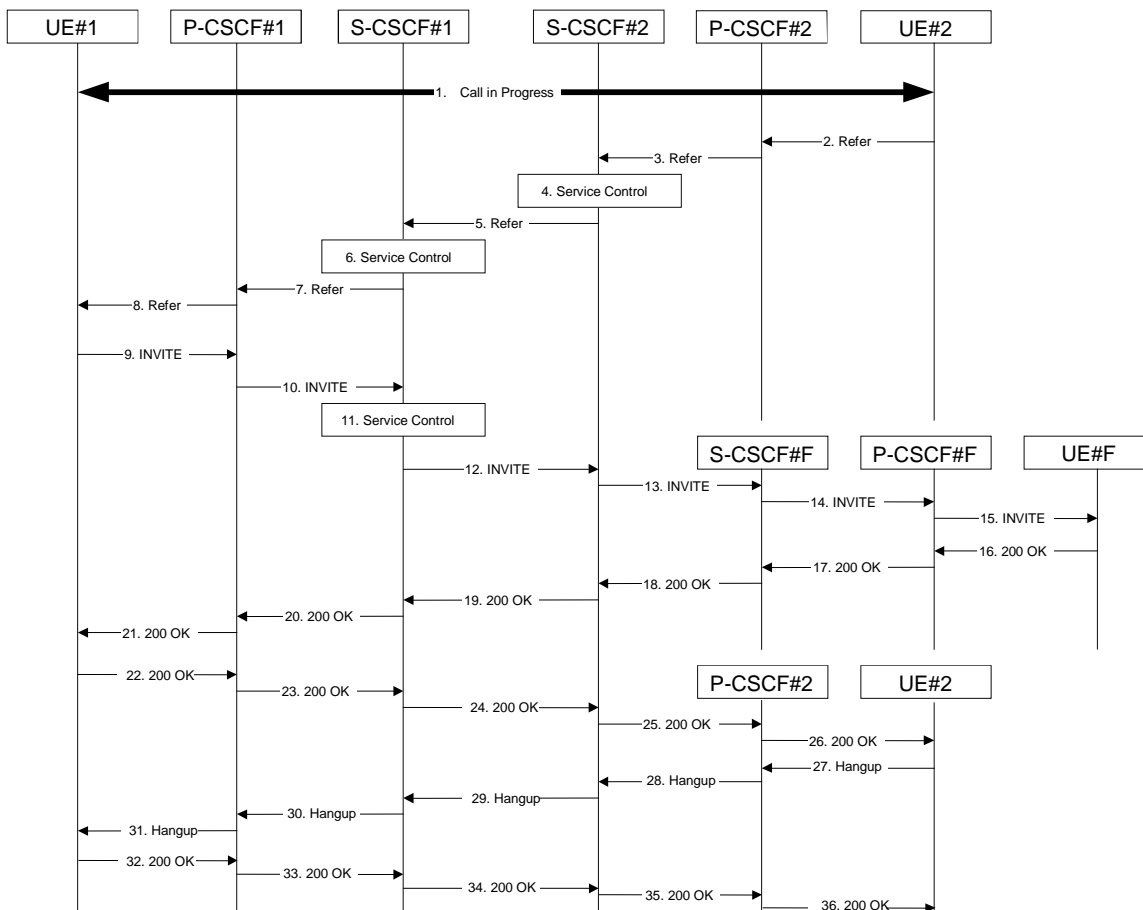 UE#1
P-CSCF#1
S-CSCF#1
S-CSCF#2
P-CSCF#2
UE#2
1. Call in Progress
2. Refer
3. Refer
4. Service Control
5. Refer
6. Service Control
7. Refer
8. Refer
9. INVITE
10. INVITE
11. Service Control
S-CSCF#F
P-CSCF#F
UE#F
12. INVITE
13. INVITE
14. INVITE
15. INVITE
16. 200 OK
17. 200 OK
18. 200 OK
19. 200 OK
20. 200 OK
21. 200 OK
22. 200 OK
P-CSCF#2
UE#2
23. 200 OK
24. 200 OK
25. 200 OK
26. 200 OK
27. Hangup
28. Hangup
29. Hangup
30. Hangup
31. Hangup
32. 200 OK
33. 200 OK
34. 200 OK
35. 200 OK
36. 200 OK